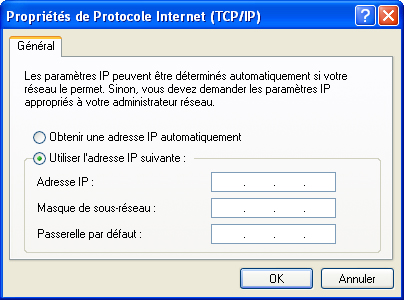 Propriétés de Protocole Internet (TCP/IP)
Général
Les paramètres IP peuvent être déterminés automatiquement si votre
réseau le permet. Sinon, vous devez demander les paramètres IP
appropriés à votre administrateur réseau.
Obtenir une adresse IP automatiquement
Utiliser l'adresse IP suivante :
Adresse IP :
Masque de sous-réseau :
Passerelle par défaut :
OK
Annuler